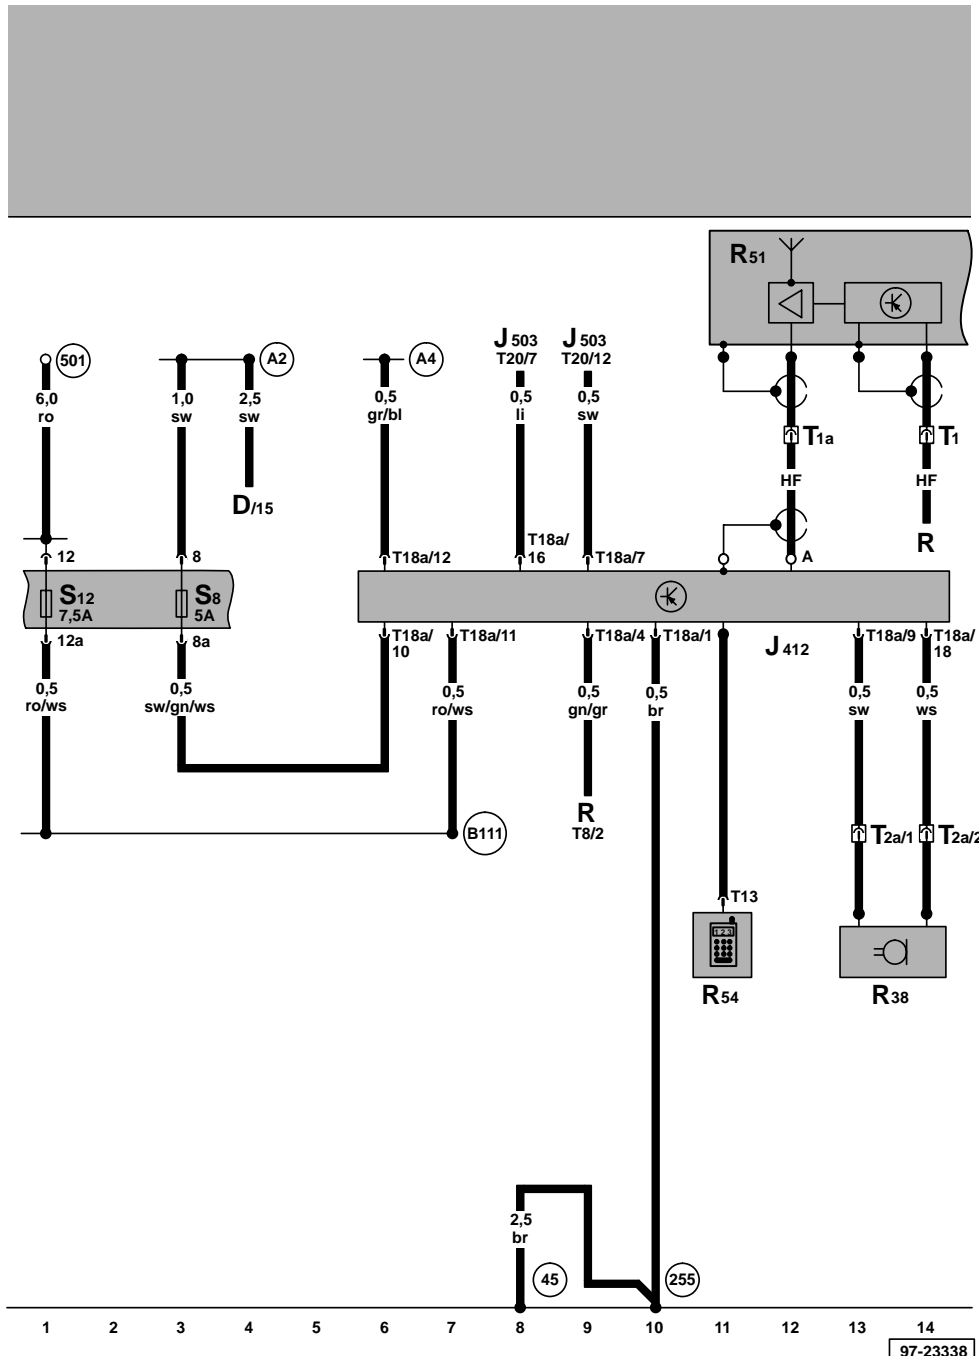 R51
J503 J503
T20/7 T20/12
501 A2 A4
6,0 1,0 2,5 0,5 0,5 0,5
ro sw sw gr/bl li sw
T1a T1
HF HF
D/15
R
12 8 T18a/12 T18a/16 T18a/7 A
S12 S8
7,5A 5A
12a 8a T18a/10 T18a/11 T18a/4 T18a/1 J412 T18a/9 T18a/18
0,5 0,5 0,5 0,5 0,5 0,5 0,5
ro/ws sw/gn/ws ro/ws gn/gr br sw ws
R
T8/2
B111
T2a/1 T2a/2
T13
1 2 3
R54 R38
2,5
br
45 255
1 2 3 4 5 6 7 8 9 10 11 12 13 14
97-23338